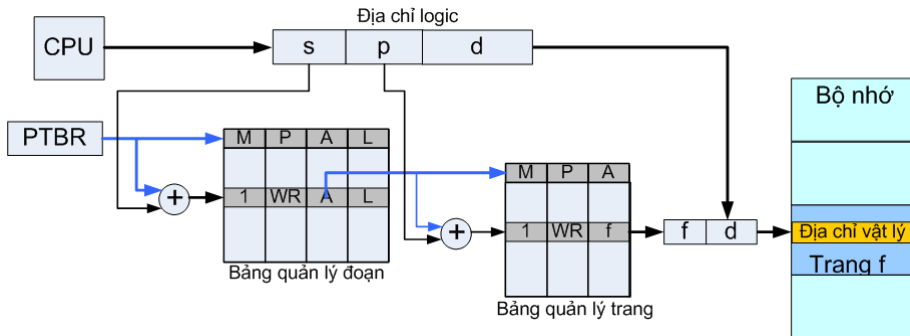 Địa chỉ logic
CPU
s p d
Bộ nhớ
PTBR
M P A L
1 WR A L
Bảng quản lý đoạn
M P A
1 WR f
Bảng quản lý trang
f d
Địa chỉ vật lý
Trang f